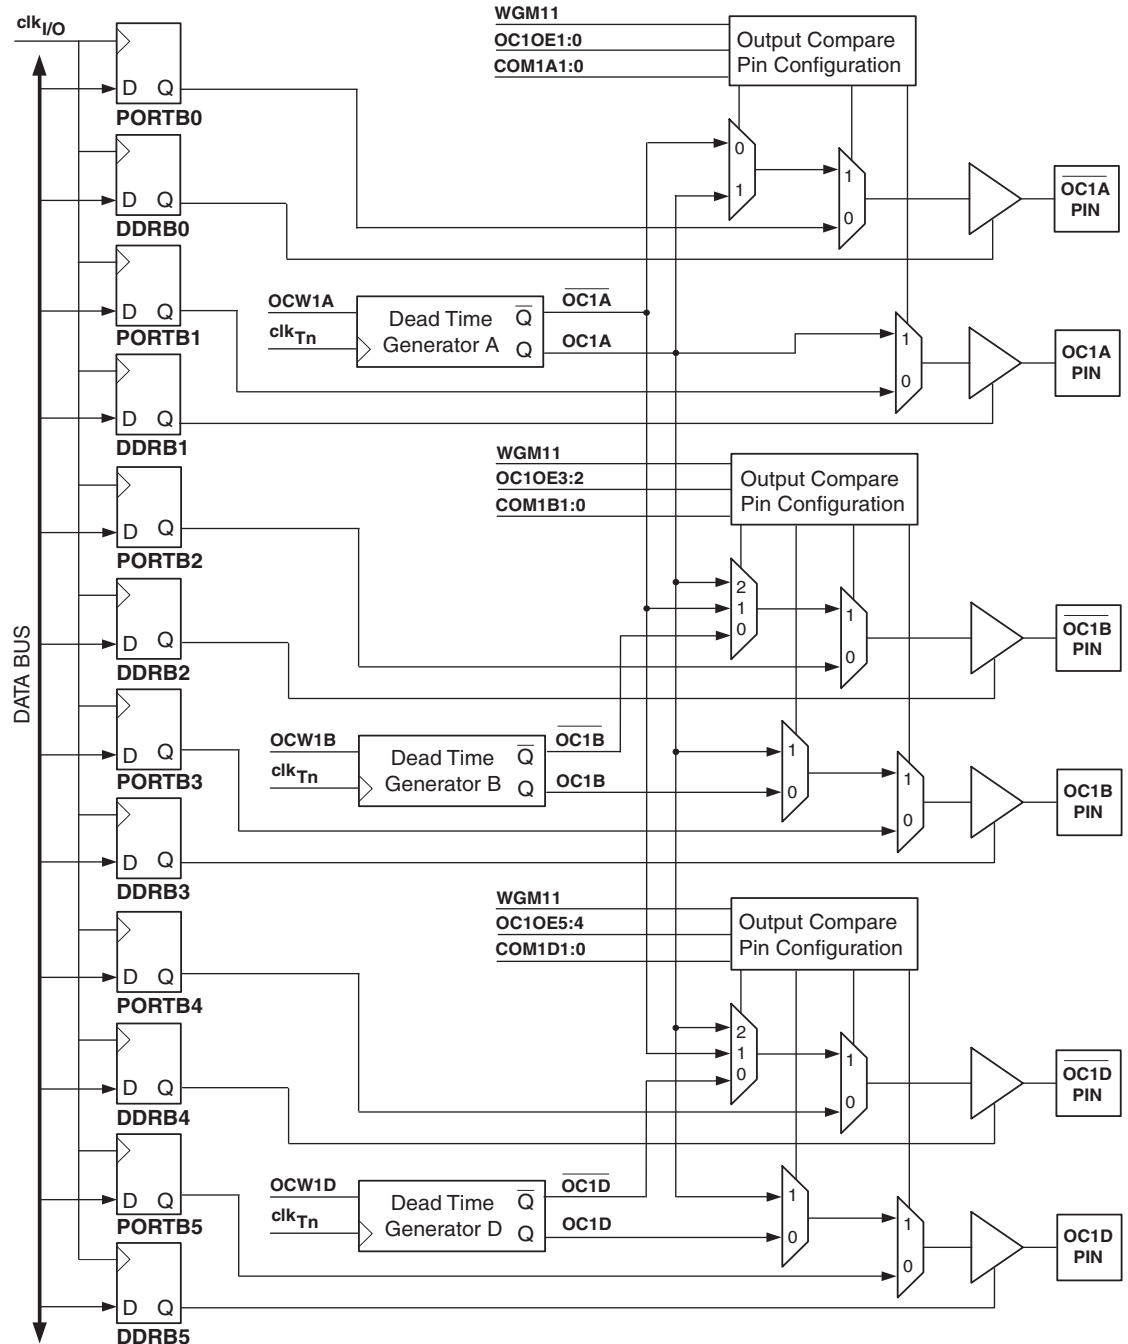 clkI/O
D Q
PORTB0
D Q
DDRB0
D Q
PORTB1
D Q
DDRB1
D Q
PORTB2
D Q
DDRB2
D Q
PORTB3
D Q
DDRB3
D Q
PORTB4
D Q
DDRB4
D Q
PORTB5
D Q
DDRB5
DATA BUS
WGM11
OC1OE1:0
COM1A1:0
Output Compare
Pin Configuration
0
1
1
0
OC1A
PIN
OCW1A
clkTn
Dead Time
Generator A
Q
Q
OC1A
OC1A
1
0
OC1A
PIN
WGM11
OC1OE3:2
COM1B1:0
Output Compare
Pin Configuration
2
1
0
1
0
OC1B
PIN
OCW1B
clkTn
Dead Time
Generator B
Q
Q
OC1B
OC1B
1
0
1
0
OC1B
PIN
WGM11
OC1OE5:4
COM1D1:0
Output Compare
Pin Configuration
2
1
0
1
0
OC1D
PIN
OCW1D
clkTn
Dead Time
Generator D
Q
Q
OC1D
OC1D
1
0
1
0
OC1D
PIN